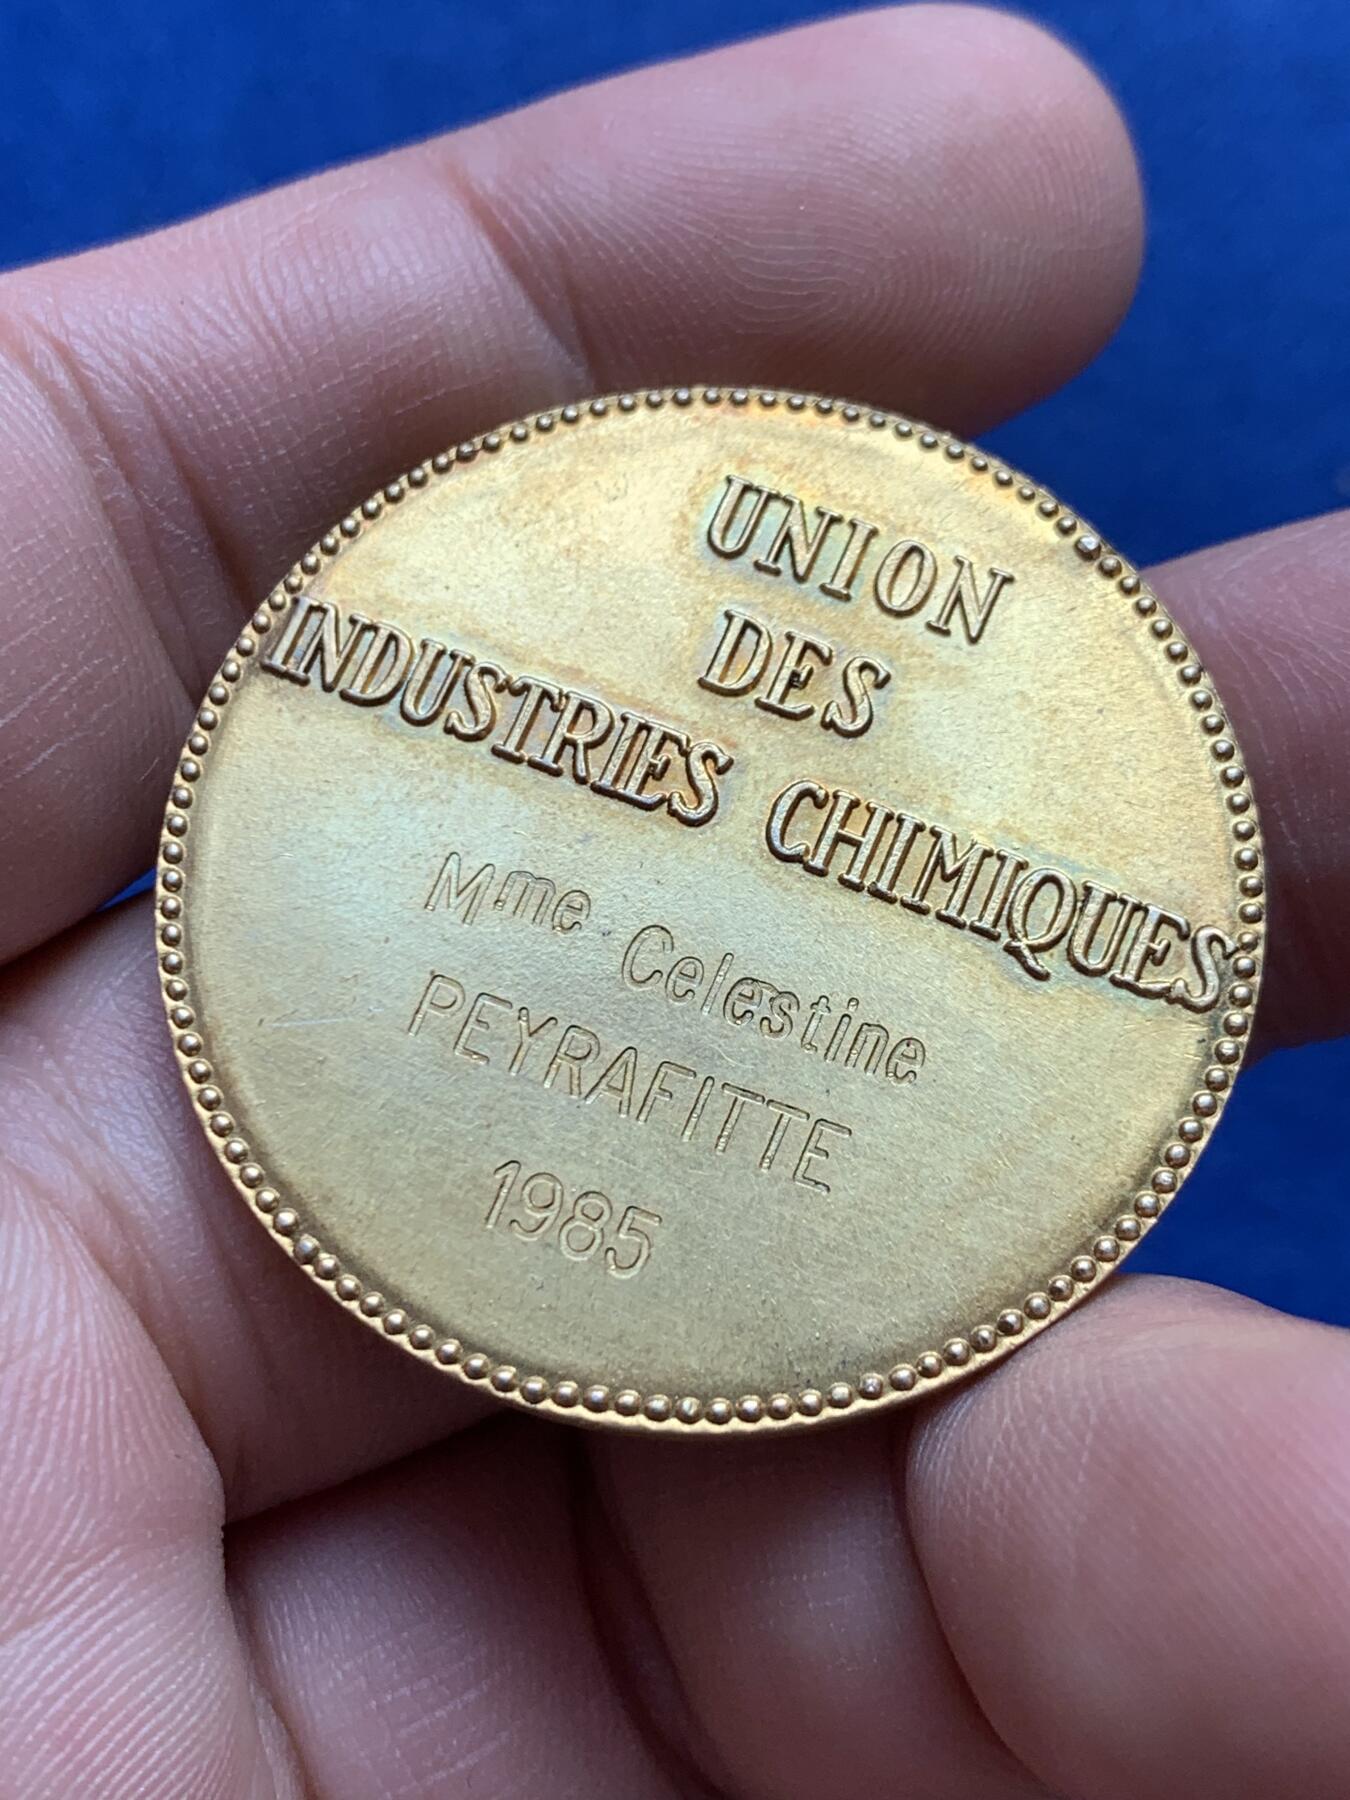 UNION
DES
INDUSTRIES CHIMIQUES
Mme Celestine
PEYRAFITTE
1985